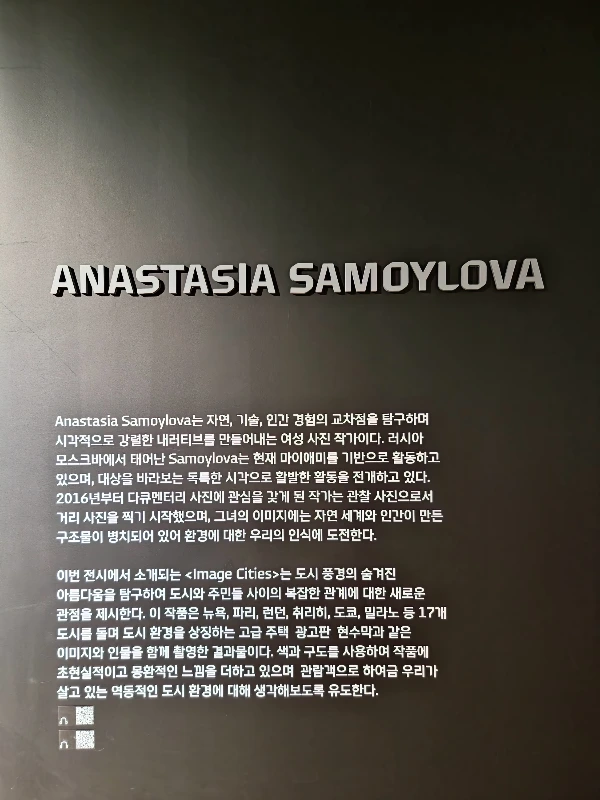 ANASTASIA SAMOYLOVA
Anastasia Samoylova는 자연, 기술, 인간 경험의 교차점을 탐구하며
시각적으로 강렬한 내러티브를 만들어내는 여성 사진 작가이다. 러시아
모스크바에서 태어난 Samoylova는 현재 마이애미를 기반으로 활동하고
있으며, 대상을 바라보는 독특한 시각으로 활발한 활동을 전개하고 있다.
2016년부터 다큐멘터리 사진에 관심을 갖게 된 작가는 관찰 사진으로서
거리 사진을 찍기 시작했으며, 그녀의 이미지에는 자연 세계와 인간이 만든
구조물이 병치되어 있어 환경에 대한 우리의 인식에 도전한다.
이번 전시에서 소개되는 <Image Cities>는 도시 풍경의 숨겨진
아름다움을 탐구하여 도시와 주민들 사이의 복잡한 관계에 대한 새로운
관점을 제시한다. 이 작품은 뉴욕, 파리, 런던, 취리히, 도쿄, 밀라노 등 17개
도시를 돌며 도시 환경을 상징하는 고급 주택 광고판 현수막과 같은
이미지와 인물을 함께 촬영한 결과물이다. 색과 구도를 사용하여 작품에
초현실적이고 몽환적인 느낌을 더하고 있으며 관람객으로 하여금 우리가
살고 있는 역동적인 도시 환경에 대해 생각해보도록 유도한다.